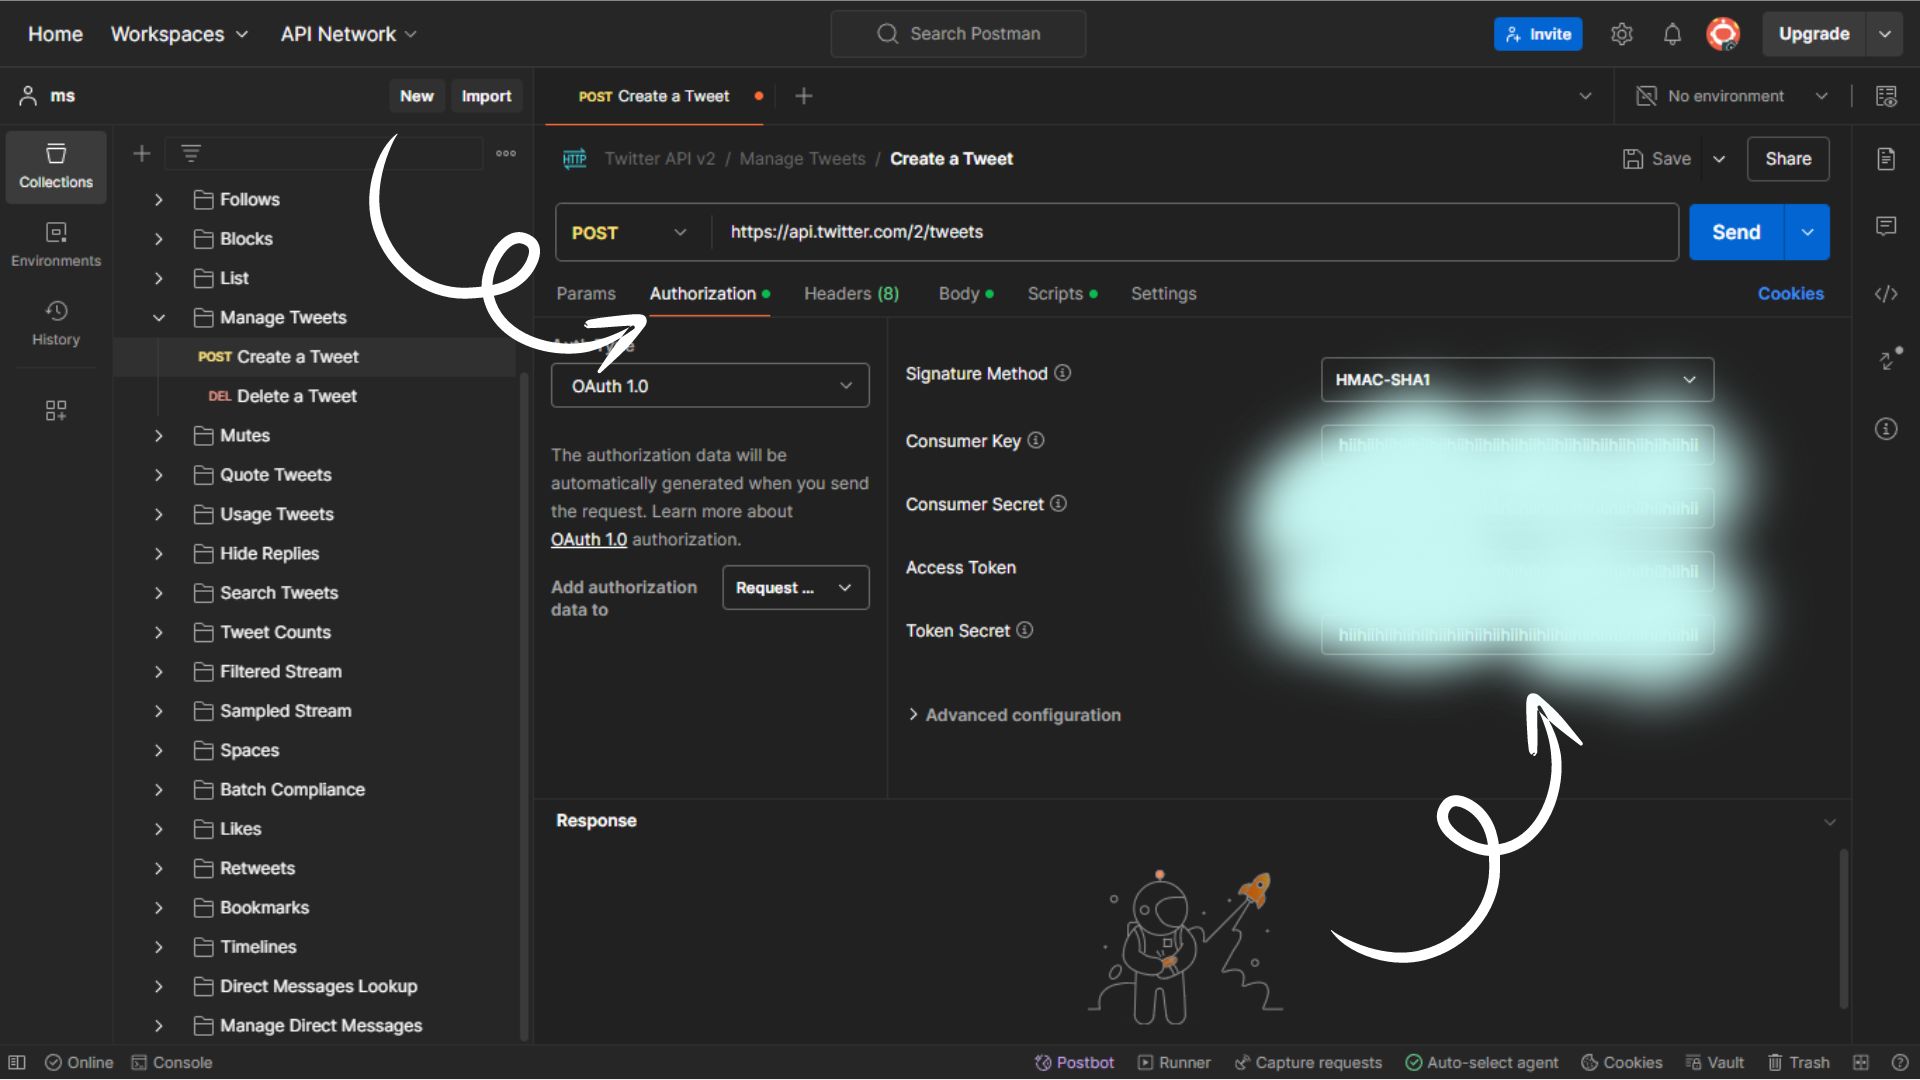 Home Workspaces API Network Search Postman Invite Upgrade
ms New Import POST Create a Tweet No environment
Collections
Environments
History
Follows
Blocks
List
Manage Tweets
POST Create a Tweet
DEL Delete a Tweet
Mutes
Quote Tweets
Usage Tweets
Hide Replies
Search Tweets
Tweet Counts
Filtered Stream
Sampled Stream
Spaces
Batch Compliance
Likes
Retweets
Bookmarks
Timelines
Direct Messages Lookup
Manage Direct Messages
HTTP Twitter API v2 / Manage Tweets / Create a Tweet Save Share
POST https://api.twitter.com/2/tweets Send
Params Authorization Headers (8) Body Scripts Settings Cookies
OAuth 1.0
The authorization data will be
automatically generated when you send
the request. Learn more about
OAuth 1.0 authorization.
Add authorization
data to
Request ...
Signature Method HMAC-SHA1
Consumer Key
Consumer Secret
Access Token
Token Secret
Advanced configuration
Response
Online Console Postbot Runner Capture requests Auto-select agent Cookies Vault Trash